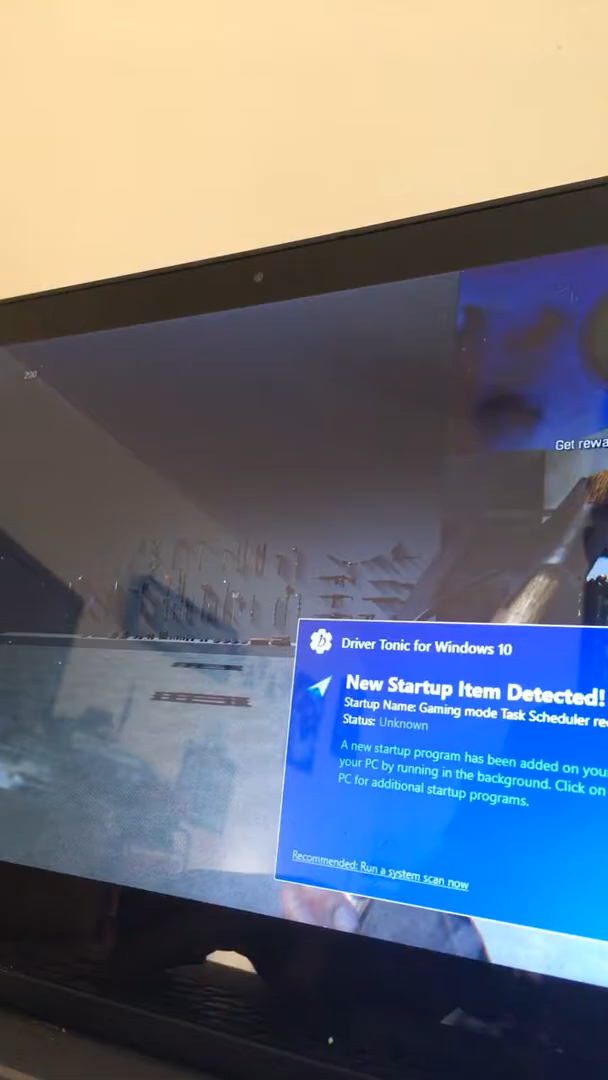 200
Get rewa
Driver Tonic for Windows 10
New Startup Item Detected!
Startup Name: Gaming mode Task Scheduler re
Status: Unknown
A new startup program has been added on you
your PC by running in the background. Click on
PC for additional startup programs.
Recommended: Run a system scan now